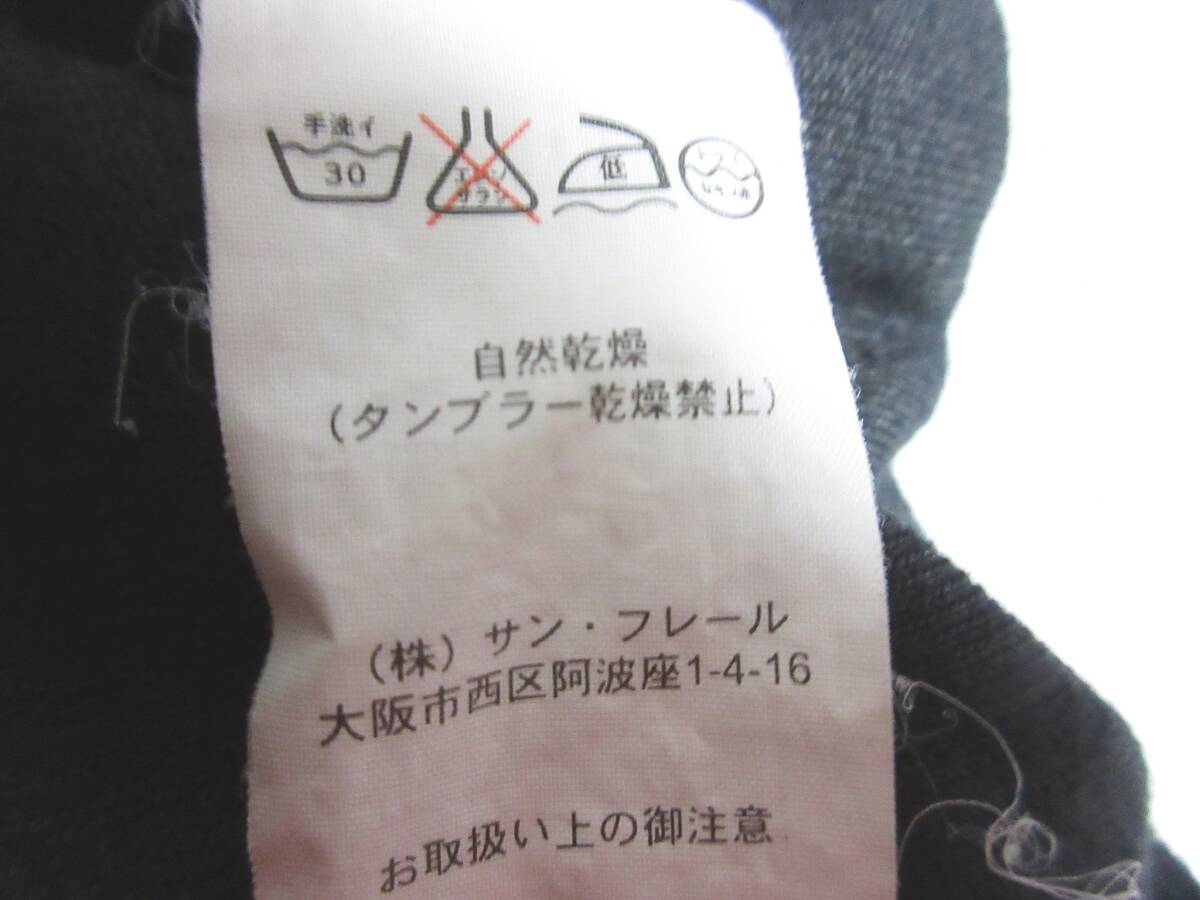 手洗イ
30
低
自然乾燥
(タンブラー乾燥禁止)
(株) サン・フレール
大阪市西区阿波座1-4-16
お取扱い上の御注意